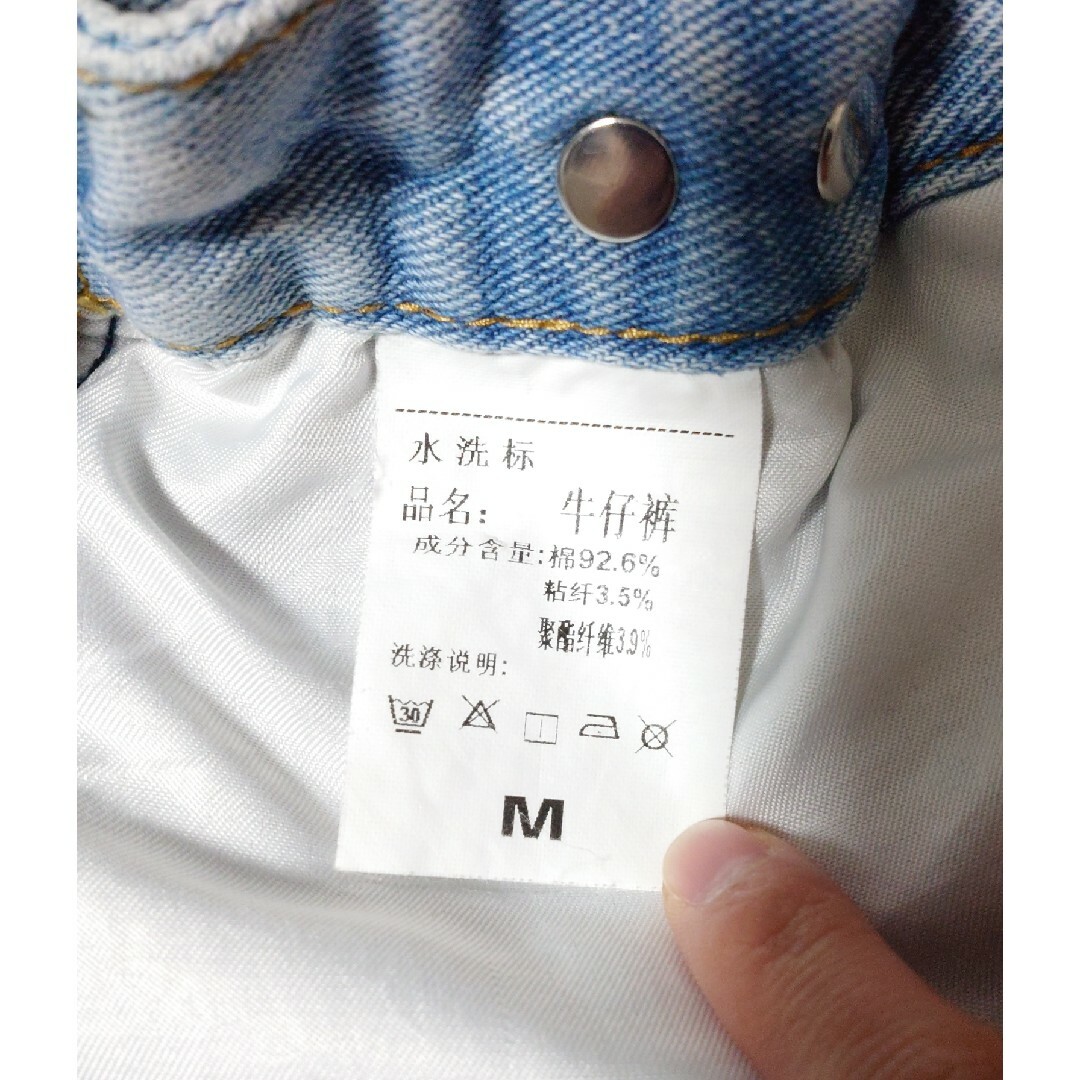 水洗标
品名: 牛仔裤
成分含量:棉92.6%
粘纤3.5%
聚酯纤维3.9%
洗涤说明:
30
M